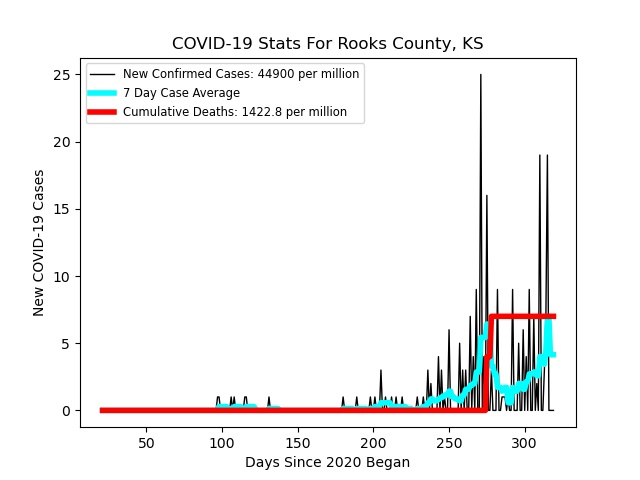 COVID-19 Stats For Rooks County, KS
New Confirmed Cases: 44900 per million
7 Day Case Average
Cumulative Deaths: 1422.8 per million
New COVID-19 Cases
25
20
15
10
5
0
50 100 150 200 250 300
Days Since 2020 Began